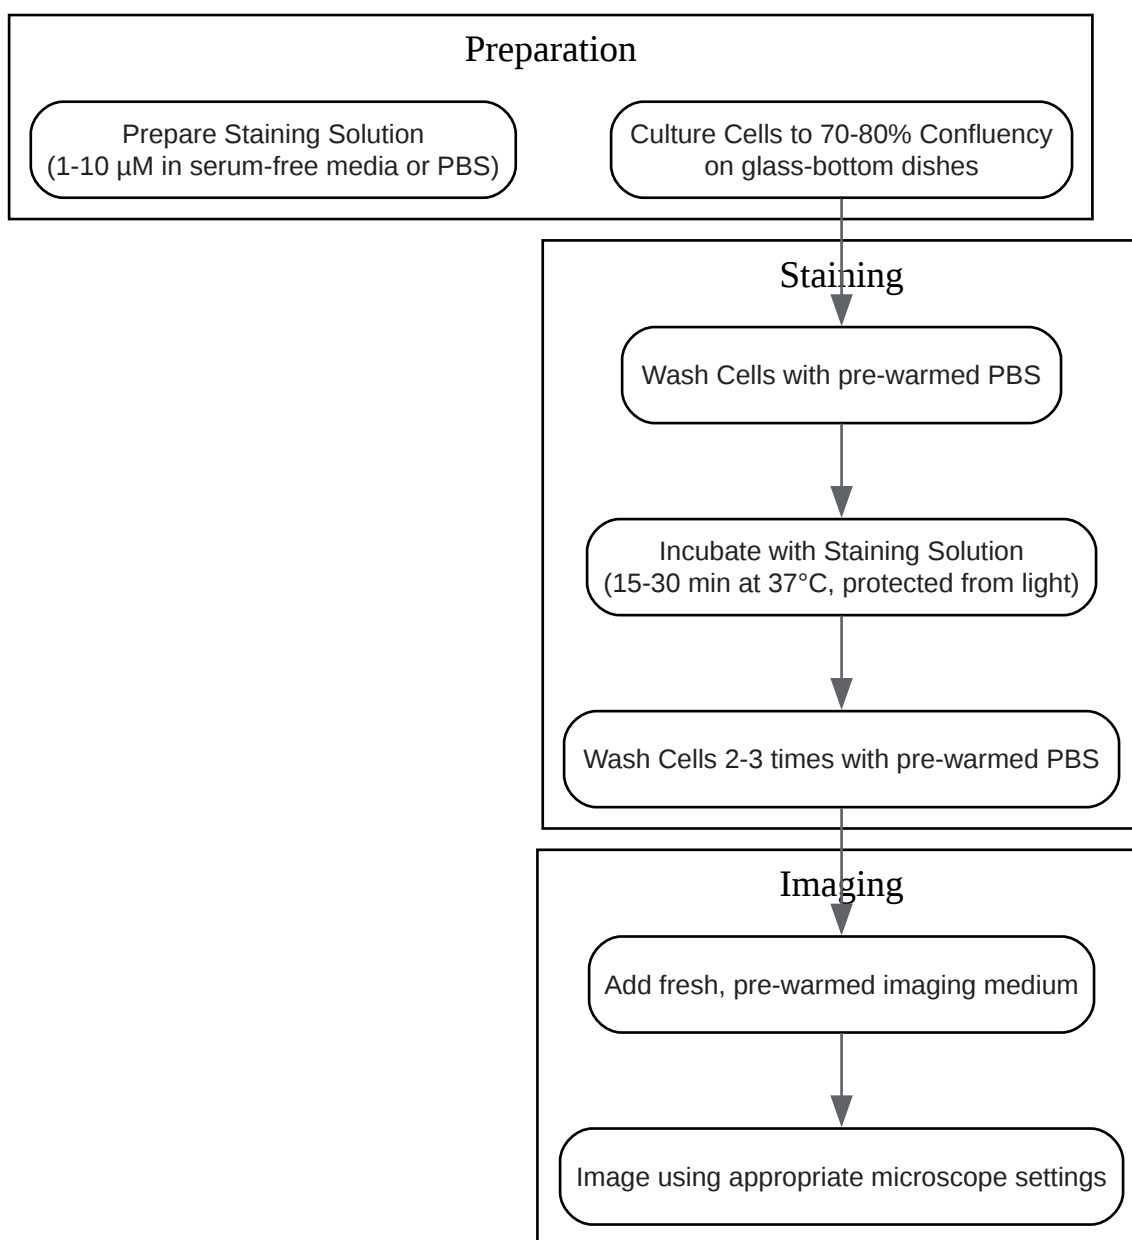 Preparation
Prepare Staining Solution
(1-10 µM in serum-free media or PBS)
Culture Cells to 70-80% Confluency
on glass-bottom dishes
Staining
Wash Cells with pre-warmed PBS
Incubate with Staining Solution
(15-30 min at 37°C, protected from light)
Wash Cells 2-3 times with pre-warmed PBS
Imaging
Add fresh, pre-warmed imaging medium
Image using appropriate microscope settings